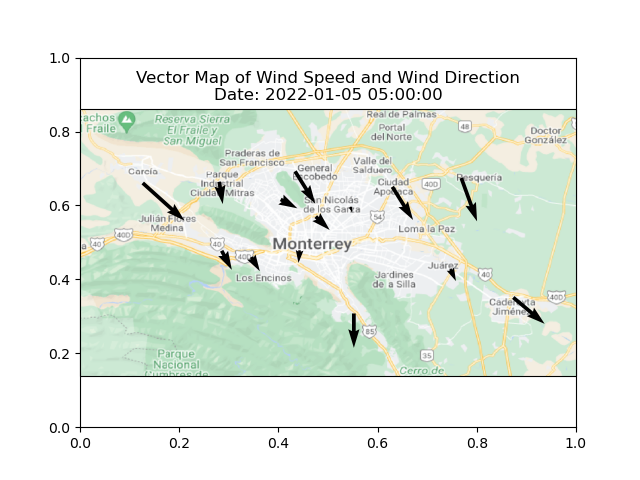 Vector Map of Wind Speed and Wind Direction
Date: 2022-01-05 05:00:00
1.0
0.8
0.6
0.4
0.2
0.0
0.0 0.2 0.4 0.6 0.8 1.0
achos
Fraile
Reserva Sierra
El Fraile y
San Miguel
Real de Palmas
Portal
del Norte
48
Doctor
González
Praderas de
San Francisco
Valle del
Salduero
García
Parque
Industrial
Ciudad Mitras
General
Escobedo
Ciudad
Apodaca
40D
Pesquería
San Nicolás
de los Garza
54
Julián Flores
Medina
Loma la Paz
a
40
40
40D
Monterrey
Los Encinos
Jardines
de la Silla
Juárez
40
Cadereyta
Jiménez
40D
85
35
Parque
Nacional
Cumbres de
Cerro de